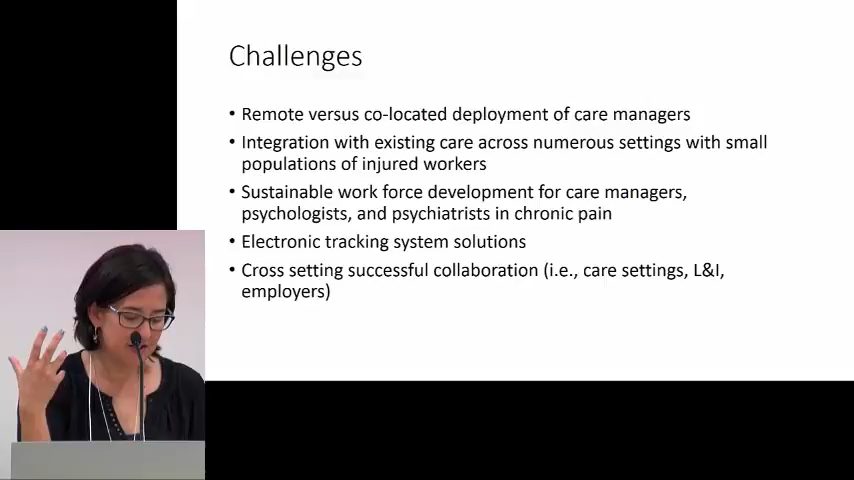 Challenges
• Remote versus co-located deployment of care managers
• Integration with existing care across numerous settings with small
populations of injured workers
• Sustainable work force development for care managers,
psychologists, and psychiatrists in chronic pain
• Electronic tracking system solutions
• Cross setting successful collaboration (i.e., care settings, L&I,
employers)